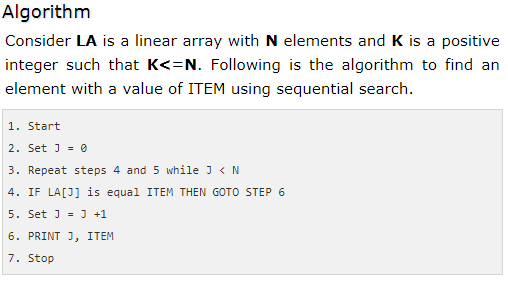 Algorithm
Consider LA is a linear array with N elements and K is a positive
integer such that K<=N. Following is the algorithm to find an
element with a value of ITEM using sequential search.
1. Start
2. Set J = 0
3. Repeat steps 4 and 5 while J < N
4. IF LA[J] is equal ITEM THEN GOTO STEP 6
5. Set J = J +1
6. PRINT J, ITEM
7. Stop